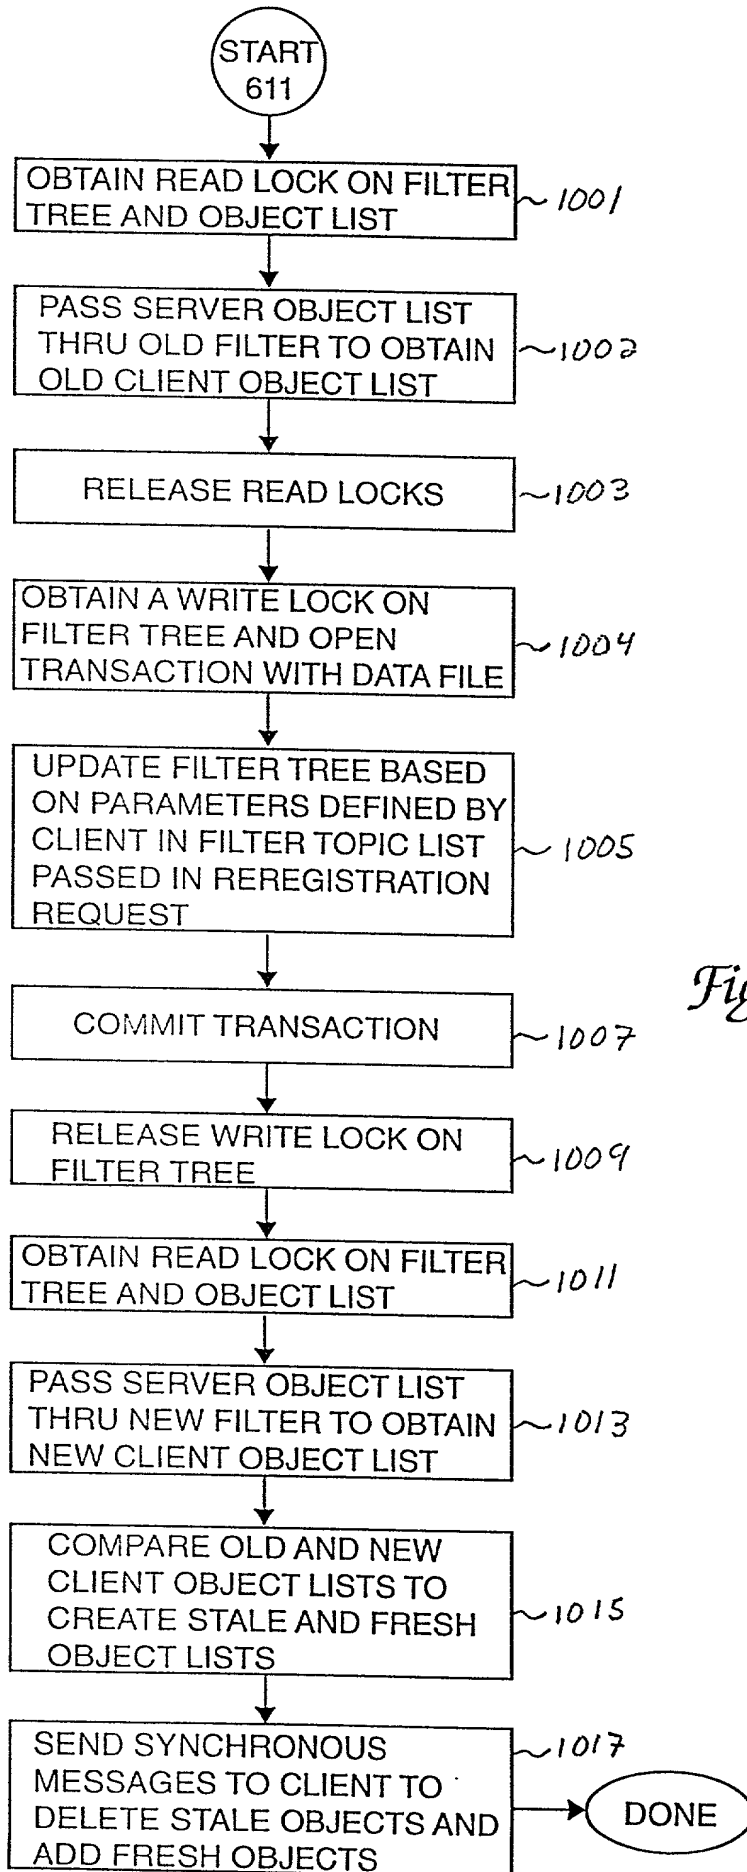 START
611
OBTAIN READ LOCK ON FILTER
TREE AND OBJECT LIST
1001
PASS SERVER OBJECT LIST
THRU OLD FILTER TO OBTAIN
OLD CLIENT OBJECT LIST
1002
RELEASE READ LOCKS
1003
OBTAIN A WRITE LOCK ON
FILTER TREE AND OPEN
TRANSACTION WITH DATA FILE
1004
UPDATE FILTER TREE BASED
ON PARAMETERS DEFINED BY
CLIENT IN FILTER TOPIC LIST
PASSED IN REREGISTRATION
REQUEST
1005
Fig
COMMIT TRANSACTION
1007
RELEASE WRITE LOCK ON
FILTER TREE
1009
OBTAIN READ LOCK ON FILTER
TREE AND OBJECT LIST
1011
PASS SERVER OBJECT LIST
THRU NEW FILTER TO OBTAIN
NEW CLIENT OBJECT LIST
1013
COMPARE OLD AND NEW
CLIENT OBJECT LISTS TO
CREATE STALE AND FRESH
OBJECT LISTS
1015
SEND SYNCHRONOUS
MESSAGES TO CLIENT TO
DELETE STALE OBJECTS AND
ADD FRESH OBJECTS
1017
DONE